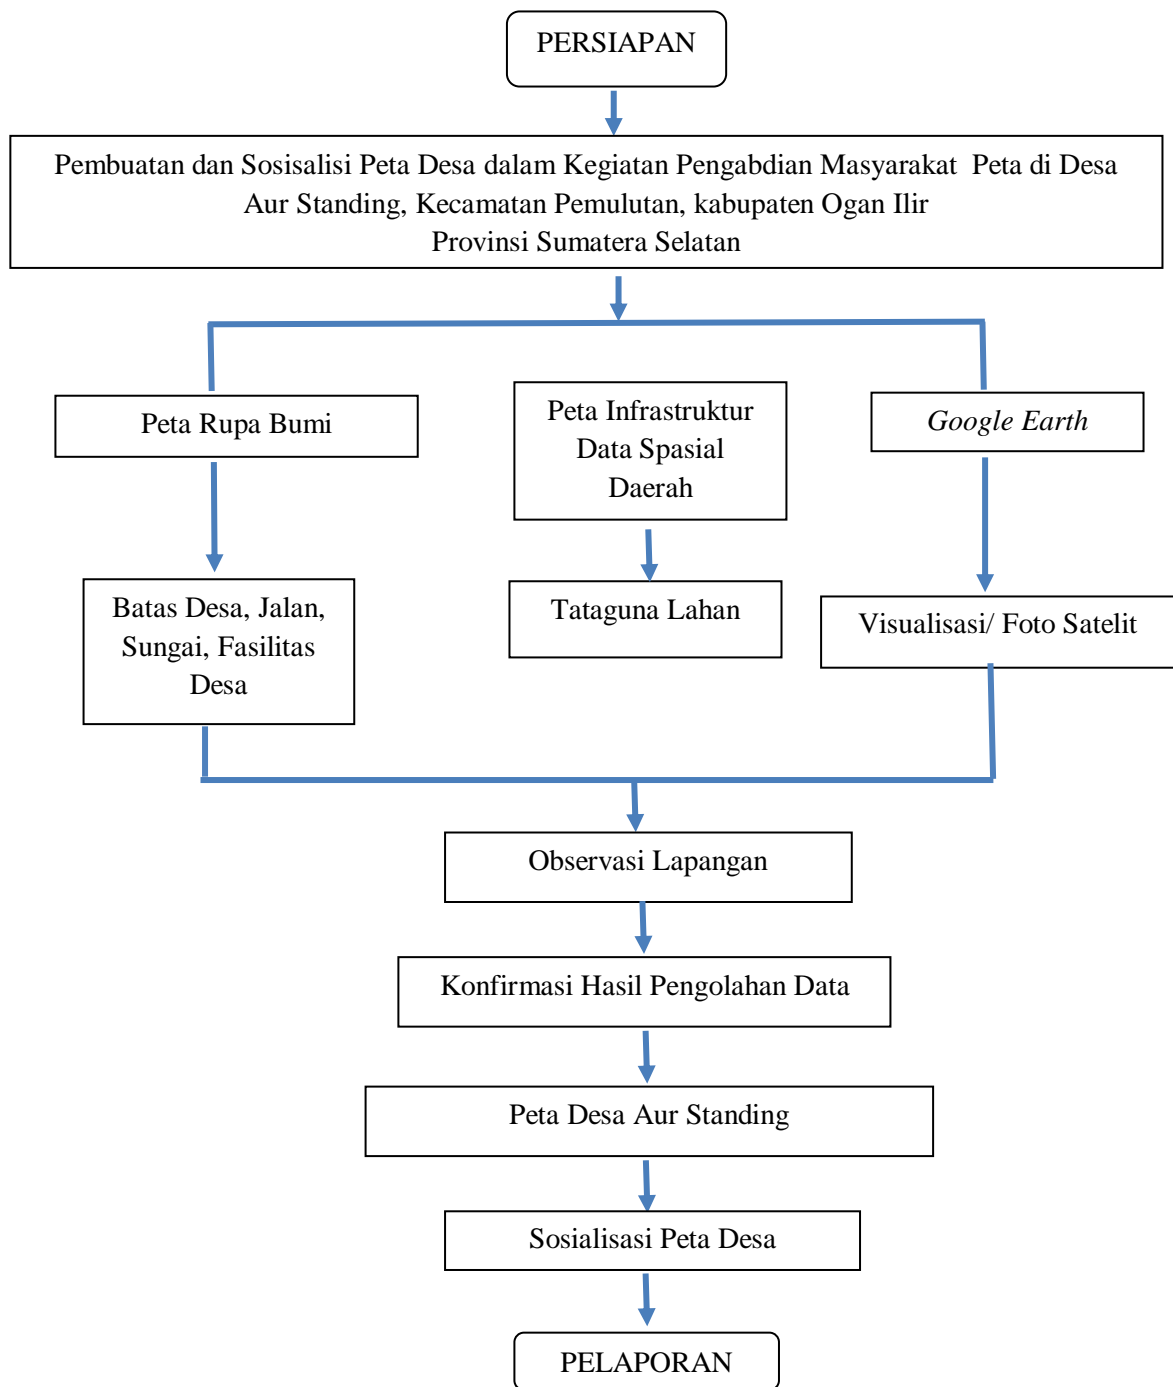 PERSIAPAN
Pembuatan dan Sosisalisi Peta Desa dalam Kegiatan Pengabdian Masyarakat Peta di Desa
Aur Standing, Kecamatan Pemulutan, kabupaten Ogan Ilir
Provinsi Sumatera Selatan
Peta Rupa Bumi
Peta Infrastruktur
Data Spasial
Daerah
Google Earth
Batas Desa, Jalan,
Sungai, Fasilitas
Desa
Tataguna Lahan
Visualisasi/ Foto Satelit
Observasi Lapangan
Konfirmasi Hasil Pengolahan Data
Peta Desa Aur Standing
Sosialisasi Peta Desa
PELAPORAN